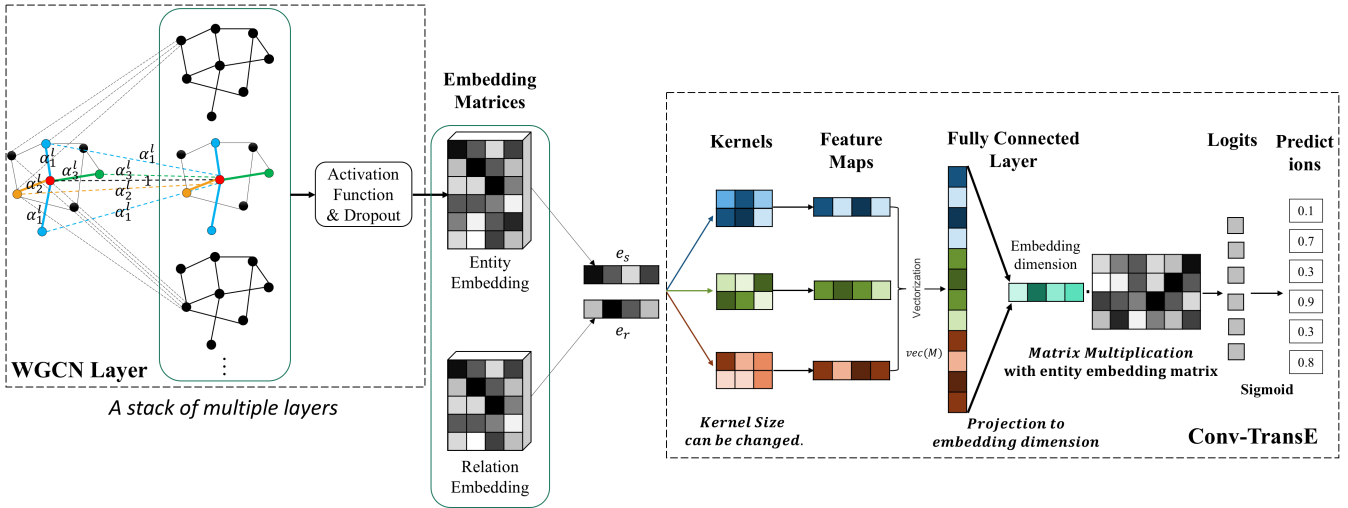 α₁ˡ
α₃ˡ
α₂ˡ
α₁ˡ
α₁ˡ
α₃ˡ
1
α₂ˡ
α₁ˡ
WGCN Layer
A stack of multiple layers
Activation
Function
& Dropout
Embedding
Matrices
Entity
Embedding
Relation
Embedding
eₛ
eᵣ
Kernels
Kernel Size
can be changed.
Feature
Maps
Vectorization
vec(M)
Fully Connected
Layer
Projection to
embedding dimension
Embedding
dimension
Matrix Multiplication
with entity embedding matrix
Logits
Sigmoid
Predict
ions
0.1
0.7
0.3
0.9
0.3
0.8
Conv-TransE